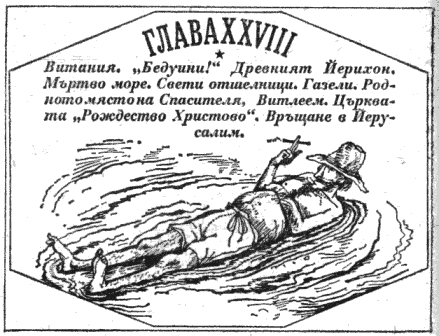 ГЛАВА XXVIII
Витания. „Бедуини!“ Древният Йерихон.
Мъртво море. Свети отшелници. Газели. Род-
ното място на Спасителя, Витлеем. Църква-
та „Рождество Христово“. Връщане в Йеру-
салим.